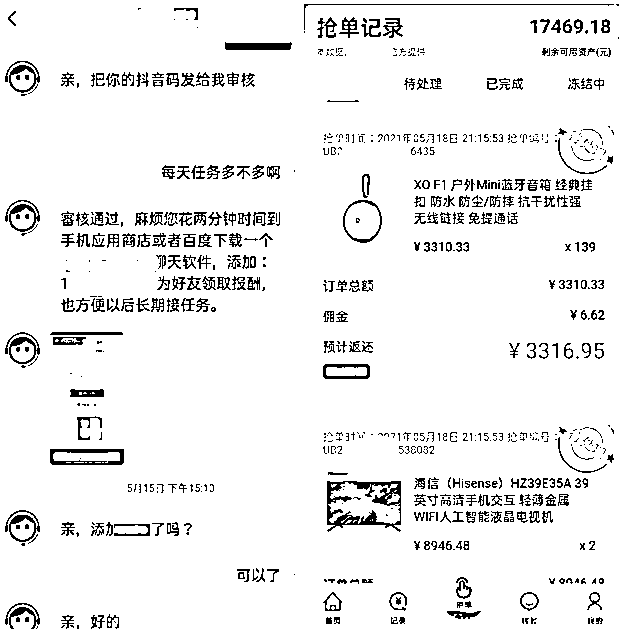 亲，把你的抖音码发给我审核
每天任务多不多啊
审核通过，麻烦您花两分钟时间到
手机应用商店或者百度下载一个
聊天软件，添加：
1
为好友领取报酬，
也方便以后长期接任务。
5月15日 下午15:10
亲，添加
了吗？
可以了
亲，好的
抢单记录
17469.18
剩余可用资产(元)
待处理
已完成
冻结中
抢单时间：2021年05月18日 21:15:53 抢单编号：
UB2
6435
XO F1 户外Mini蓝牙音箱 经典挂
扣 防水 防尘/防摔 抗干扰性强
无线链接 免提通话
¥ 3310.33
x 139
订单总额
¥ 3310.33
佣金
¥ 6.62
预计返还
¥ 3316.95
抢单时间：2021年05月18日 21:15:53 抢单编号：
UB2
538082
海信（Hisense）HZ39E35A 39
英寸高清手机交互 轻薄金属
WIFI人工智能液晶电视机
¥ 8946.48
x 2
订单总额
¥ 8946.48
首页
记录
抢单
我的